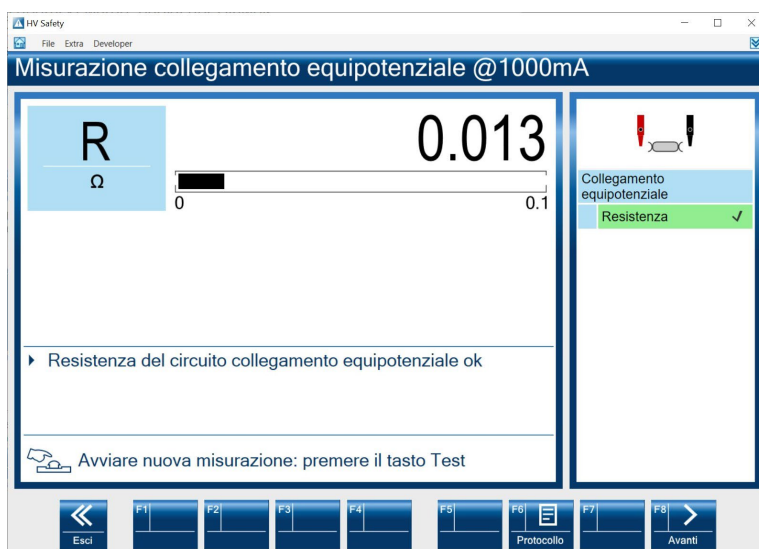 HV Safety
File Extra Developer
Misurazione collegamento equipotenziale @1000mA
R
Ω
0.013
0 0.1
Collegamento
equipotenziale
Resistenza
Resistenza del circuito collegamento equipotenziale ok
Avviare nuova misurazione: premere il tasto Test
F1 F2 F3 F4 F5 F6 F7 F8
Esci Protocollo Avanti